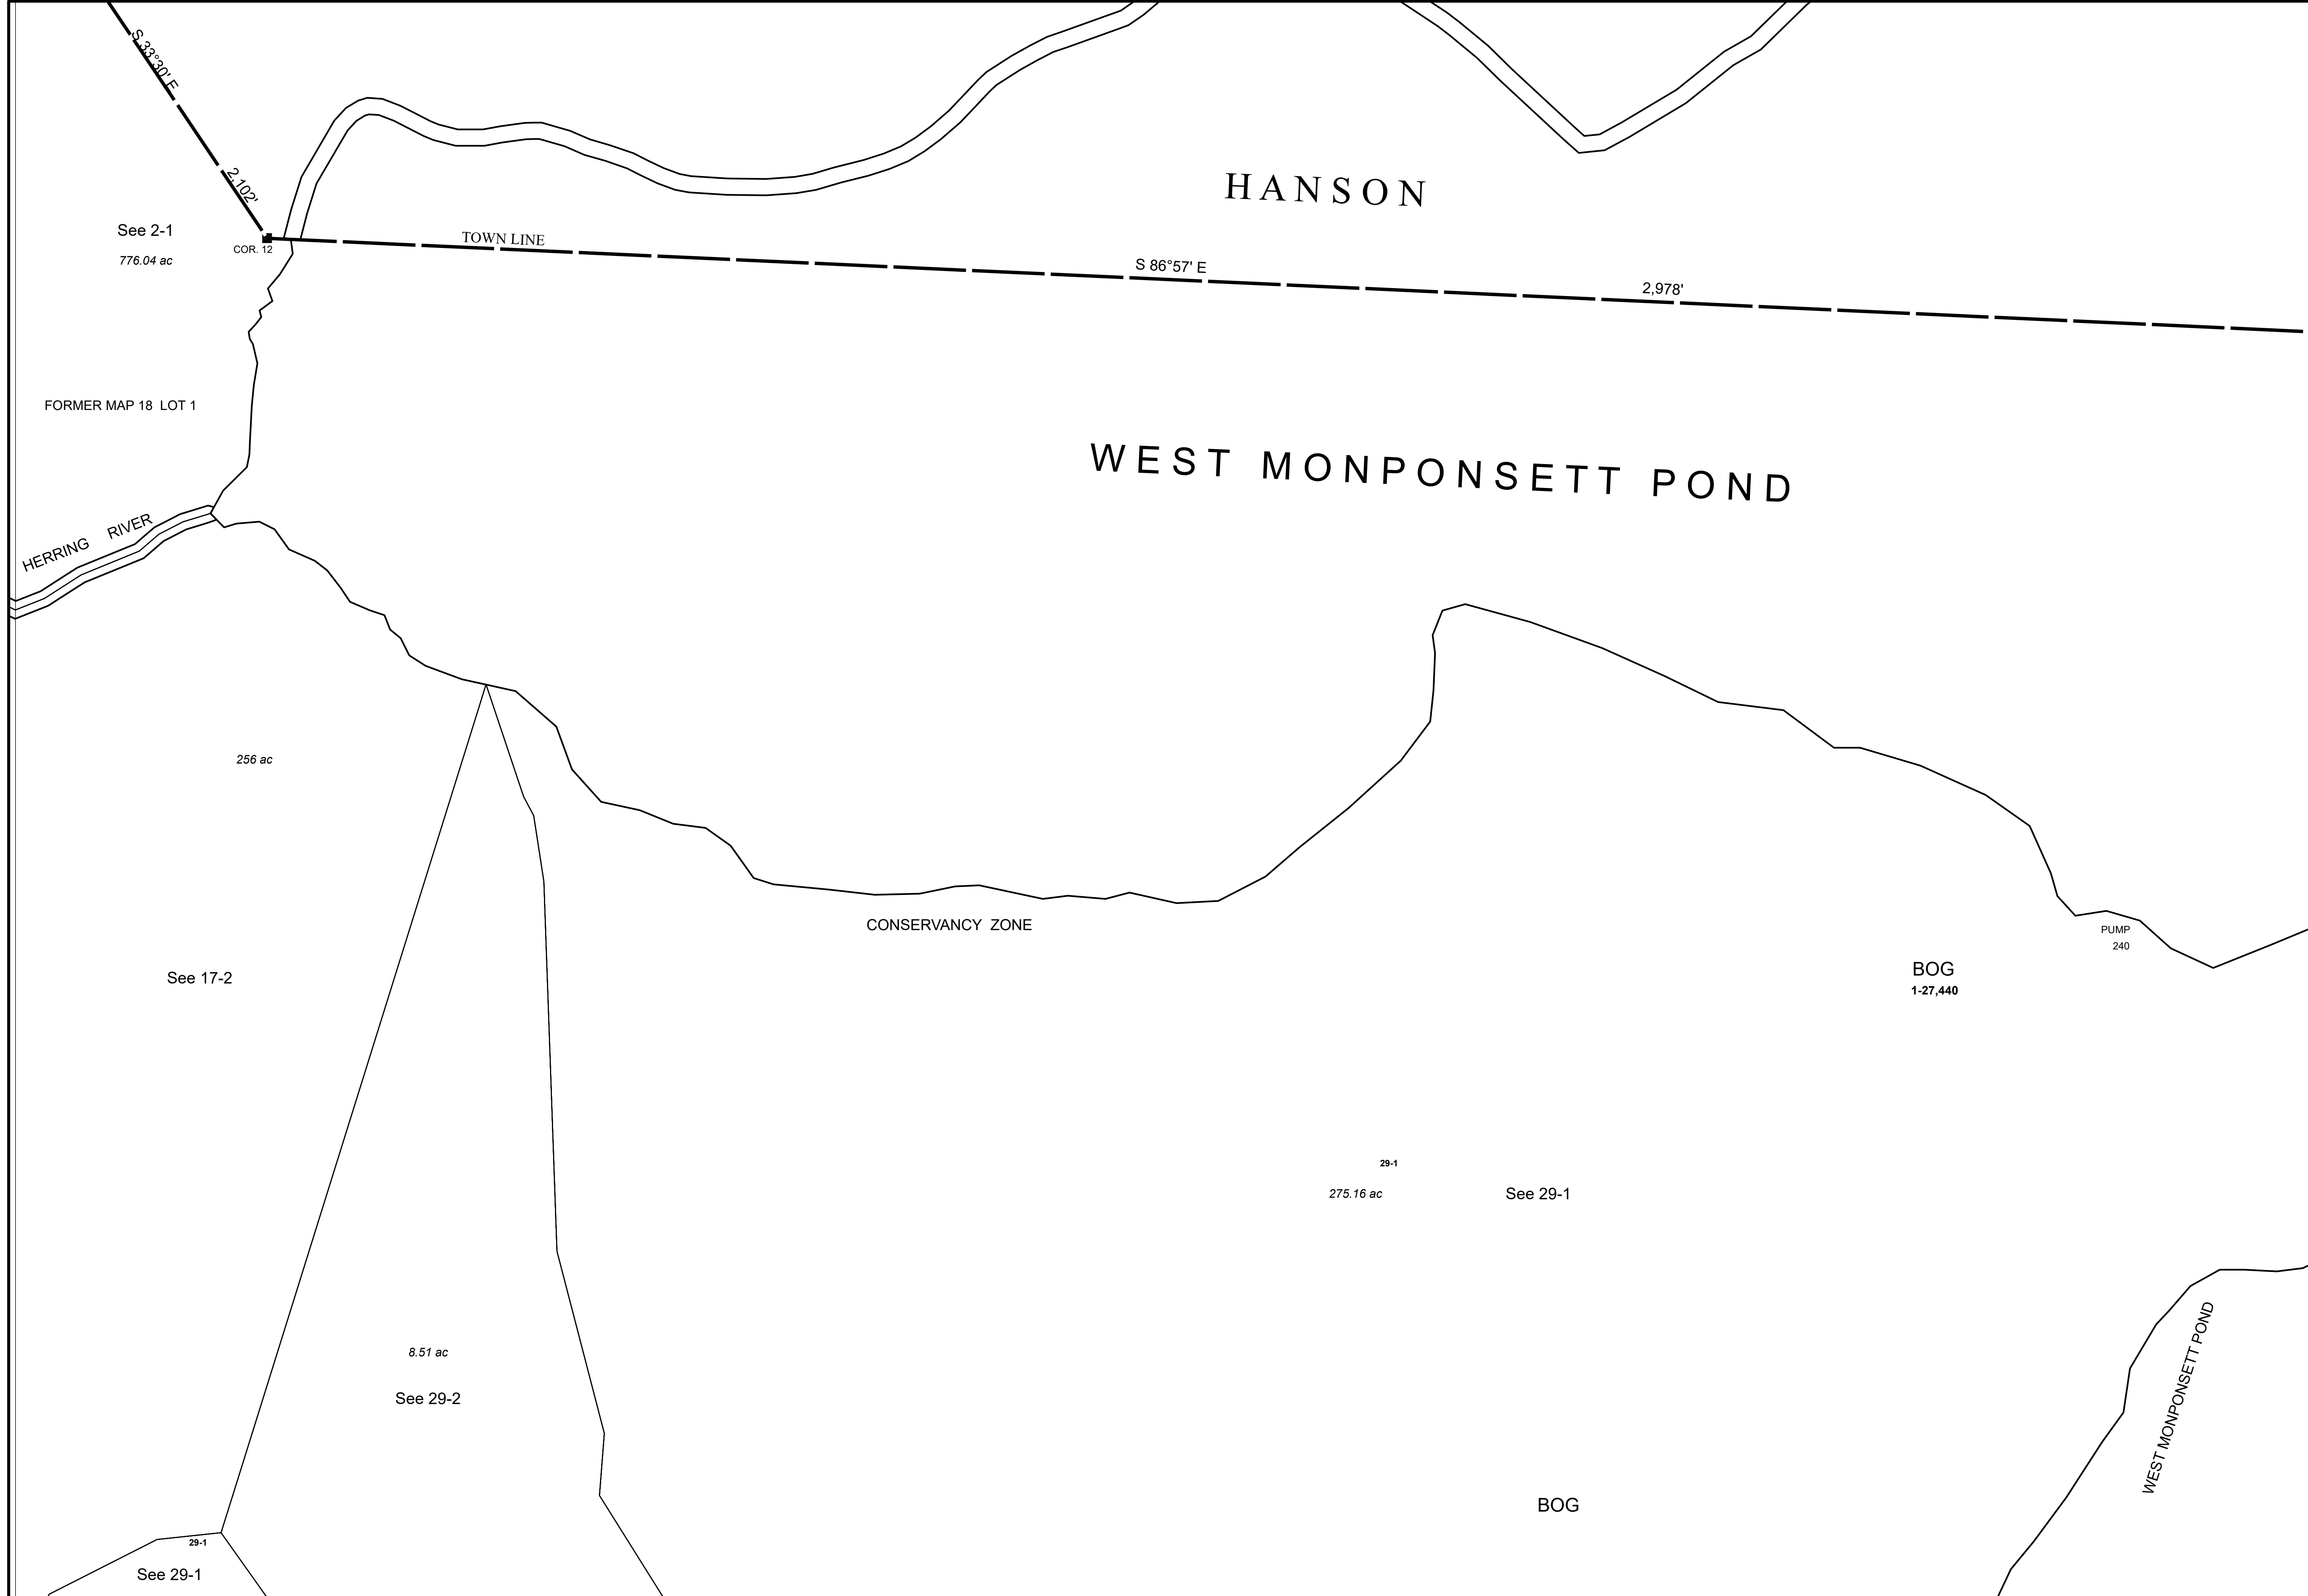 S 33°30' E
2,102'
HANSON
See 2-1
776.04 ac
COR. 12
TOWN LINE
S 86°57' E
2,978'
FORMER MAP 18 LOT 1
WEST MONPONSETT POND
HERRING RIVER
256 ac
CONSERVANCY ZONE
PUMP
240
BOG
1-27,440
See 17-2
29-1
275.16 ac
See 29-1
8.51 ac
See 29-2
WEST MONPONSETT POND
BOG
29-1
See 29-1